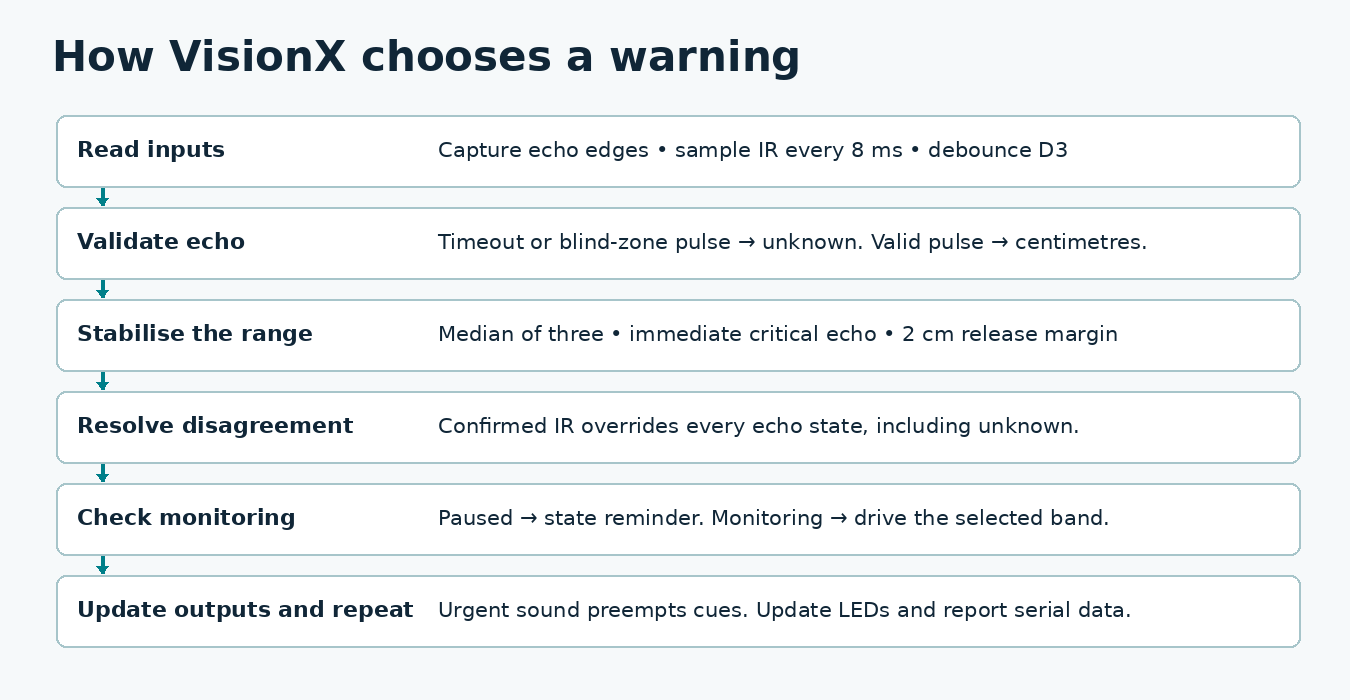 How VisionX chooses a warning
Read inputs
Capture echo edges • sample IR every 8 ms • debounce D3
Validate echo
Timeout or blind-zone pulse → unknown. Valid pulse → centimetres.
Stabilise the range
Median of three • immediate critical echo • 2 cm release margin
Resolve disagreement
Confirmed IR overrides every echo state, including unknown.
Check monitoring
Paused → state reminder. Monitoring → drive the selected band.
Update outputs and repeat
Urgent sound preempts cues. Update LEDs and report serial data.